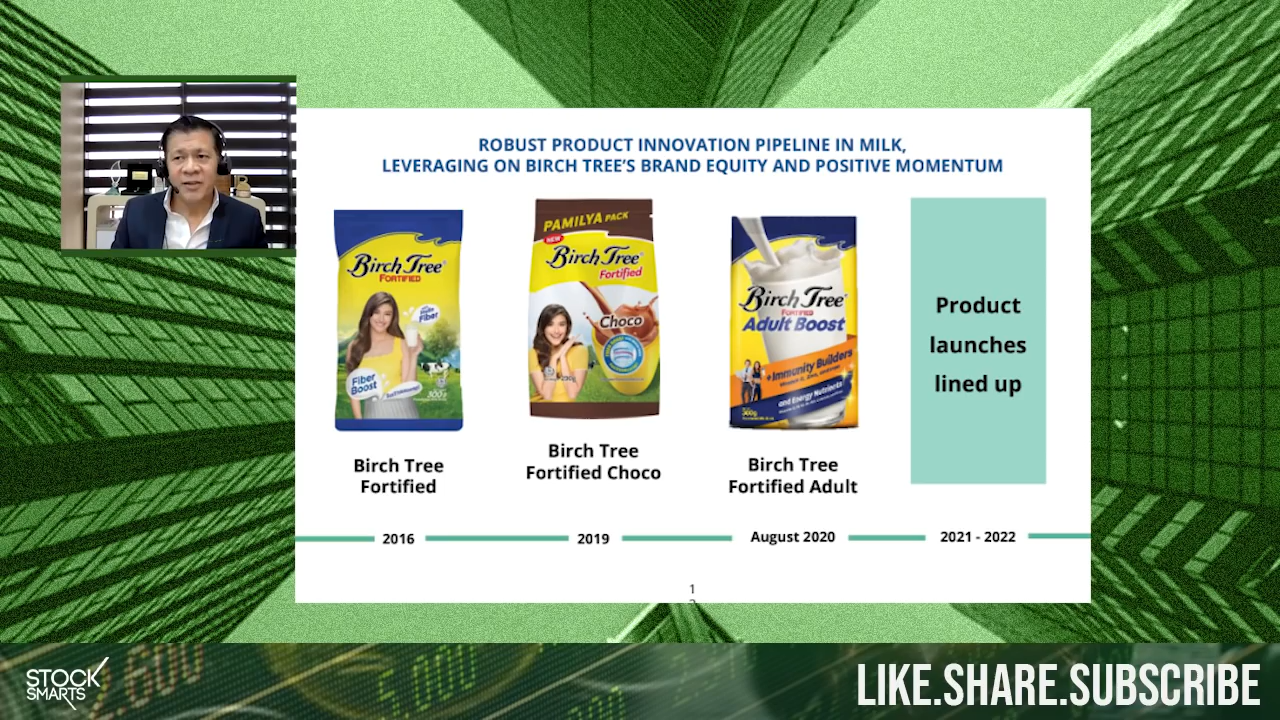 ROBUST PRODUCT INNOVATION PIPELINE IN MILK,
LEVERAGING ON BIRCH TREE'S BRAND EQUITY AND POSITIVE MOMENTUM
Birch Tree
FORTIFIED
Fiber
Fiber
Boost
300g
PAMILYA PACK
NEW
Birch Tree
Fortified
Choco
Birch Tree
FORTIFIED
Adult Boost
+Immunity Builders
and Energy Nutrients
300g
Product
launches
lined up
Birch Tree
Fortified
Birch Tree
Fortified Choco
Birch Tree
Fortified Adult
2016
2019
August 2020
2021 - 2022
1
STOCK
SMARTS
LIKE.SHARE.SUBSCRIBE